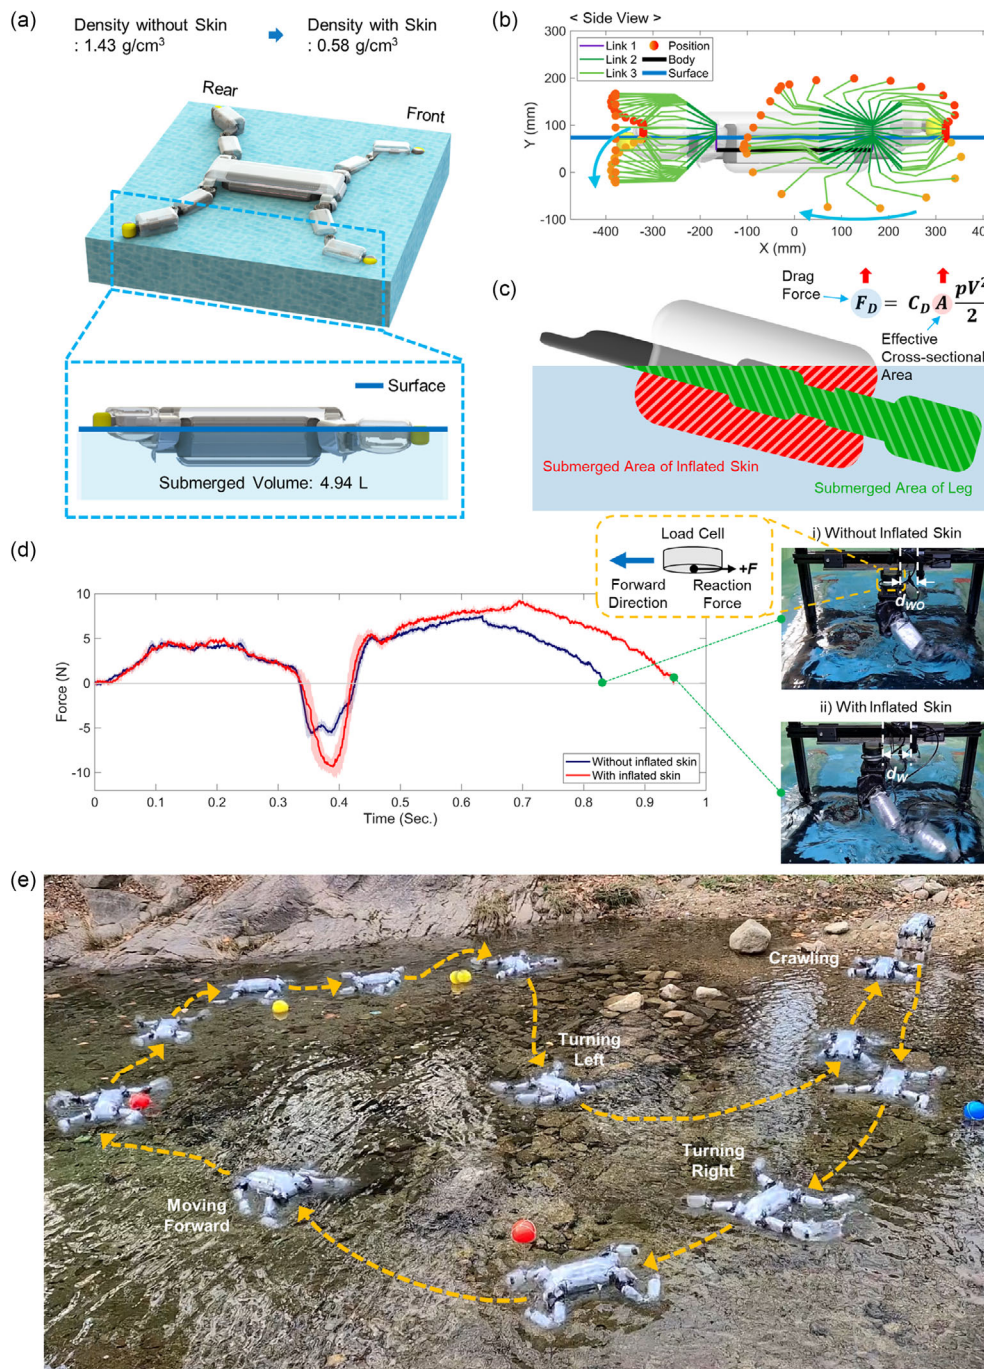 (a)
Density without Skin
: 1.43 g/cm³
Density with Skin
: 0.58 g/cm³
Rear
Front
Surface
Submerged Volume: 4.94 L
(b)
< Side View >
300
200
100
0
-100
Y (mm)
Link 1
Link 2
Link 3
Position
Body
Surface
-400 -300 -200 -100 0 100 200 300 400
X (mm)
(c)
Drag
Force
F_D = C_D A pV²/2
Effective
Cross-sectional
Area
Submerged Area of Inflated Skin
Submerged Area of Leg
(d)
Load Cell
+F
Forward
Direction
Reaction
Force
i) Without Inflated Skin
d_WO
ii) With Inflated Skin
d_W
10
5
0
-5
-10
Force (N)
Without inflated skin
With inflated skin
0 0.1 0.2 0.3 0.4 0.5 0.6 0.7 0.8 0.9 1
Time (Sec.)
(e)
Crawling
Turning
Left
Turning
Right
Moving
Forward